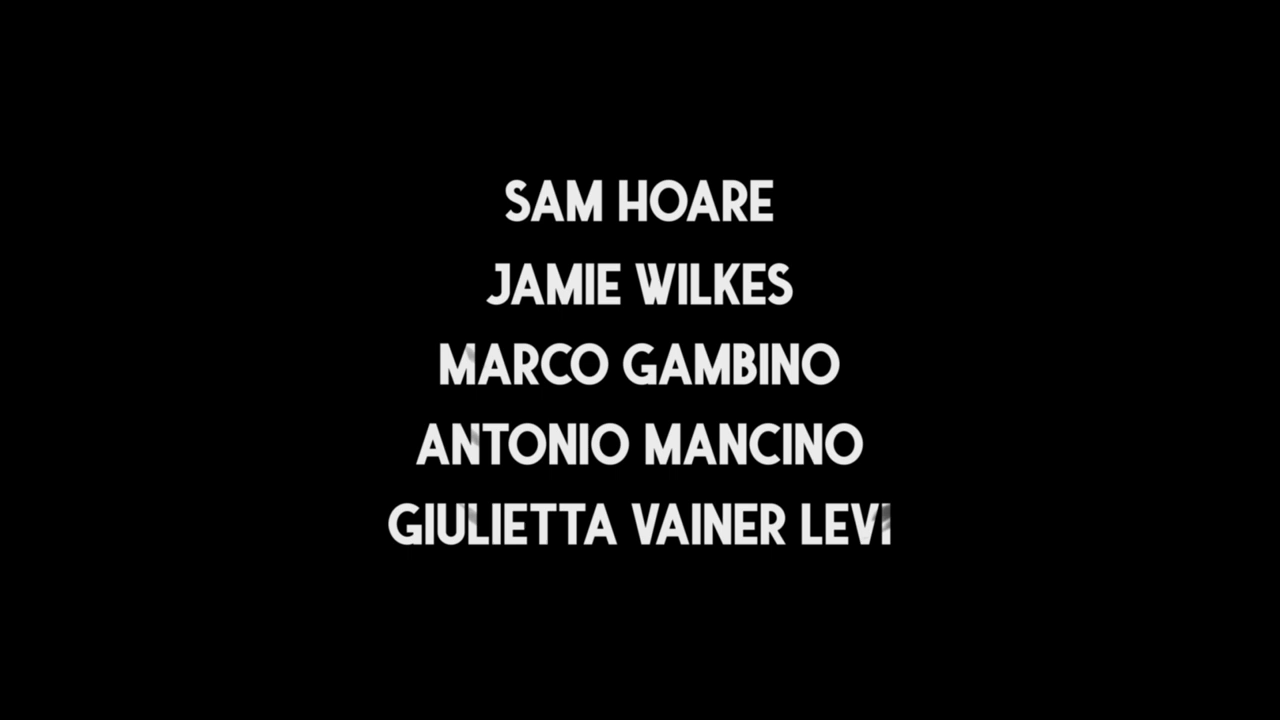 SAM HOARE
JAMIE WILKES
MARCO GAMBINO
ANTONIO MANCINO
GIULIETTA VAINER LEVI